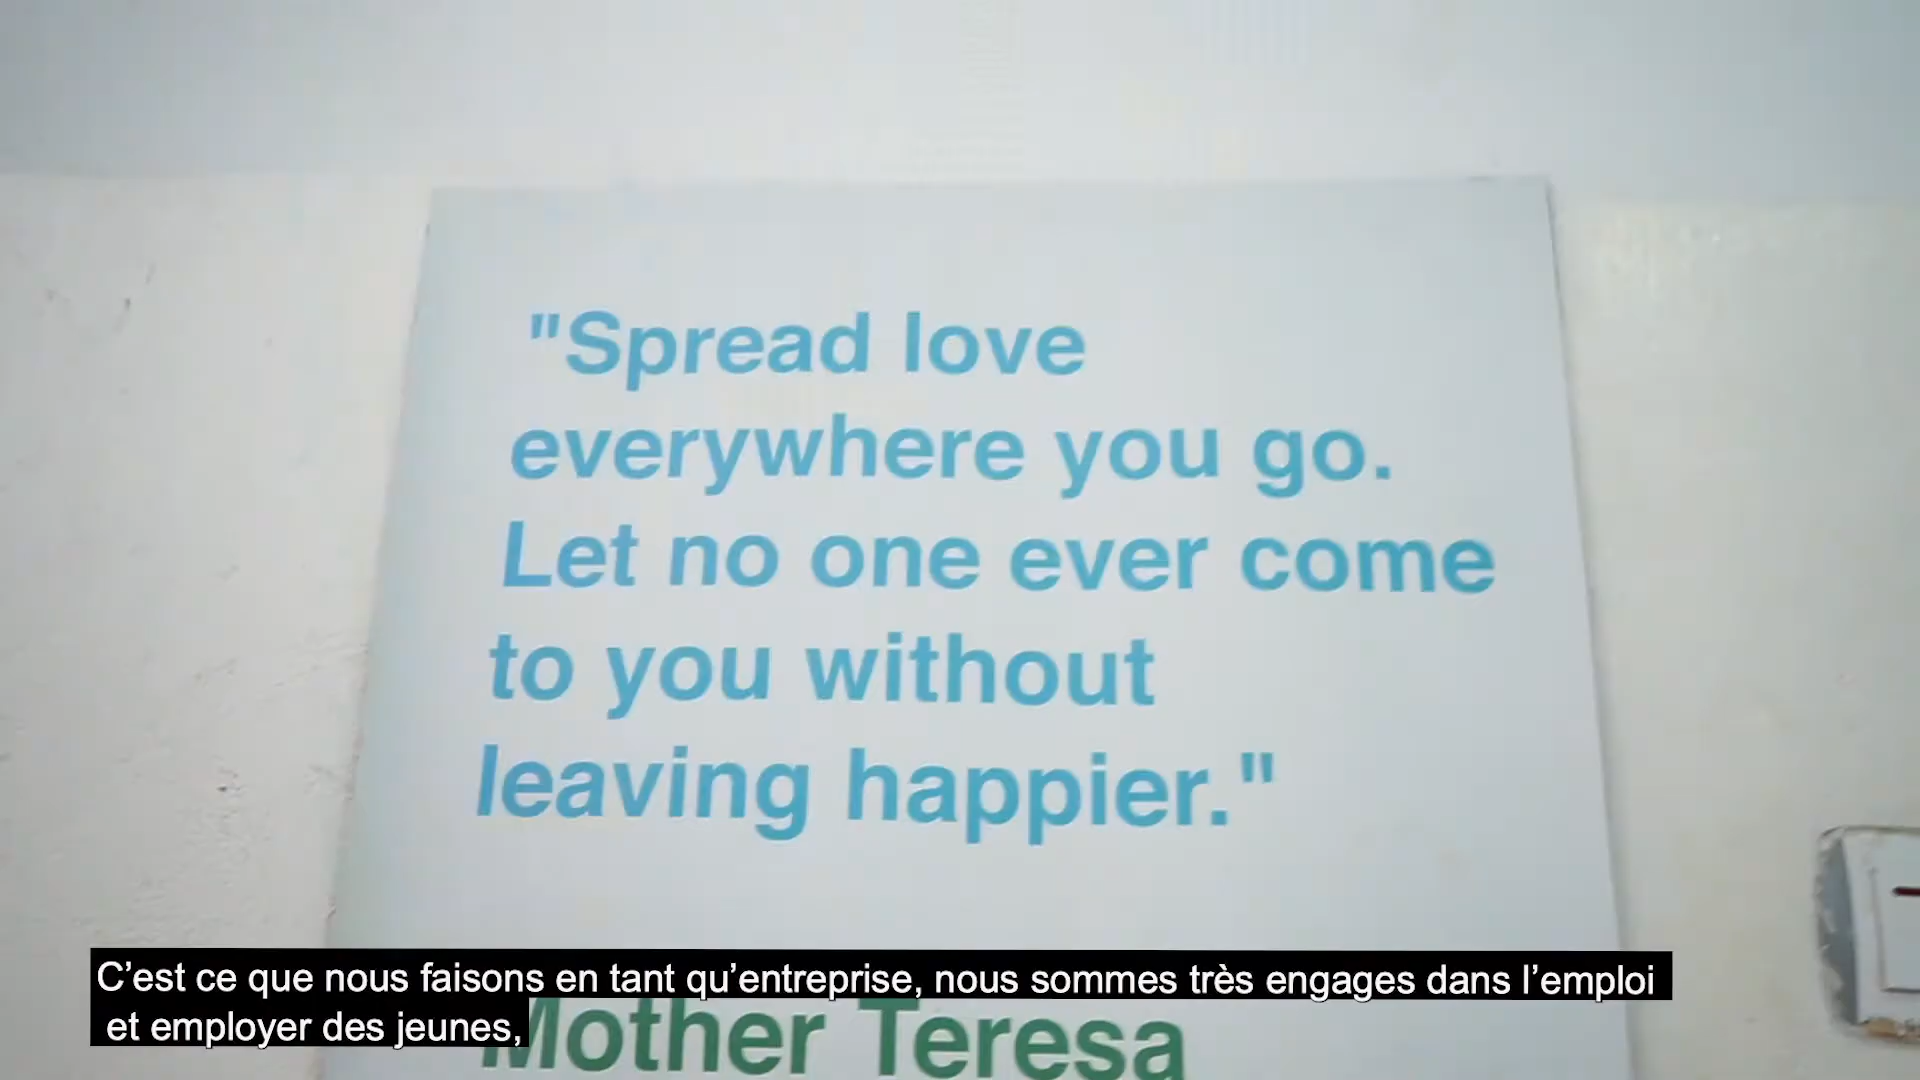 "Spread love
everywhere you go.
Let no one ever come
to you without
leaving happier."
Mother Teresa
C’est ce que nous faisons en tant qu’entreprise, nous sommes très engages dans l’emploi
et employer des jeunes,